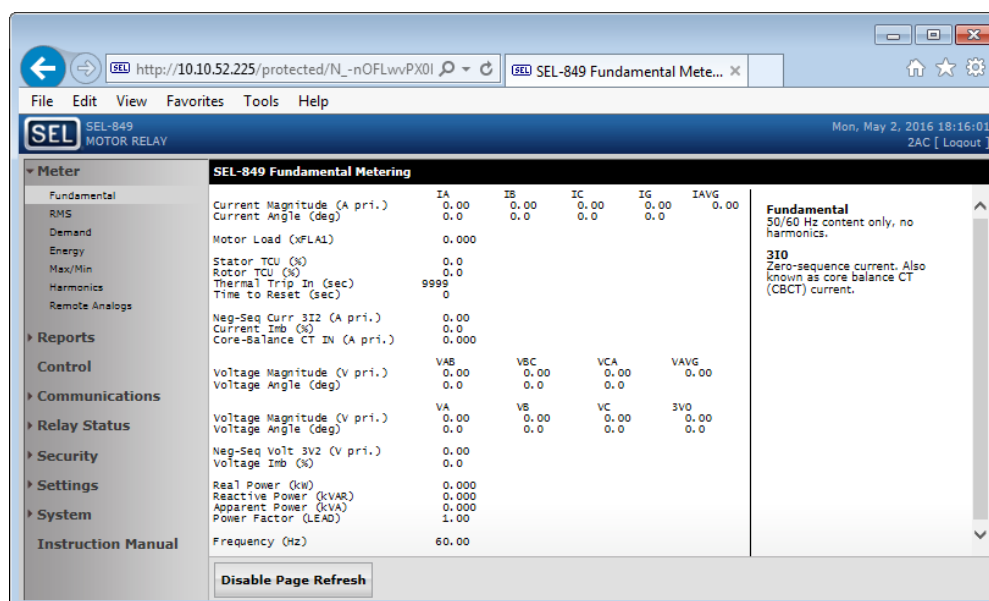 http://10.10.52.225/protected/N_-nOFLwvPX0l
SEL-849 Fundamental Mete...
File Edit View Favorites Tools Help
SEL SEL-849
MOTOR RELAY
Mon, May 2, 2016 18:16:01
2AC [ Logout ]
Meter
Fundamental
RMS
Demand
Energy
Max/Min
Harmonics
Remote Analogs
Reports
Control
Communications
Relay Status
Security
Settings
System
Instruction Manual
SEL-849 Fundamental Metering
IA IB IC IG IAVG
Current Magnitude (A pri.) 0.00 0.00 0.00 0.00 0.00
Current Angle (deg) 0.0 0.0 0.0 0.0
Motor Load (xFLA1) 0.000
Stator TCU (%) 0.0
Rotor TCU (%) 0.0
Thermal Trip In (sec) 9999
Time to Reset (sec) 0
Neg-Seq Curr 3I2 (A pri.) 0.00
Current Imb (%) 0.0
Core-Balance CT IN (A pri.) 0.000
VAB VBC VCA VAVG
Voltage Magnitude (V pri.) 0.00 0.00 0.00 0.00
Voltage Angle (deg) 0.0 0.0 0.0
VA VB VC 3V0
Voltage Magnitude (V pri.) 0.00 0.00 0.00 0.00
Voltage Angle (deg) 0.0 0.0 0.0 0.0
Neg-Seq Volt 3V2 (V pri.) 0.00
Voltage Imb (%) 0.0
Real Power (kW) 0.000
Reactive Power (kVAR) 0.000
Apparent Power (kVA) 0.000
Power Factor (LEAD) 1.00
Frequency (Hz) 60.00
Fundamental
50/60 Hz content only, no
harmonics.
3I0
Zero-sequence current. Also
known as core balance CT
(CBCT) current.
Disable Page Refresh